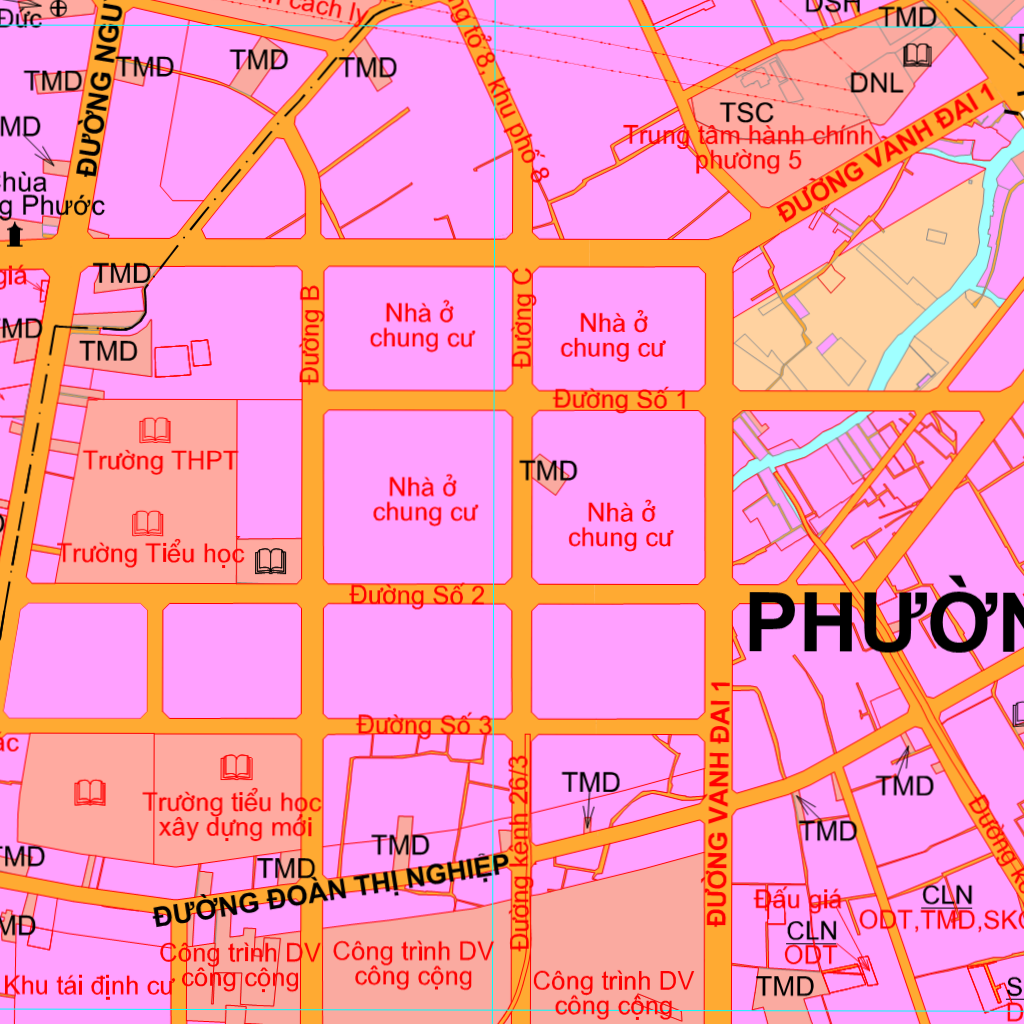 Đức
cách ly
TMD
TMD
TMD
TMD
ĐƯỜNG
tổ 8, khu phố 8
DSH
TMD
DNL
TSC
Trung tâm hành chính
phường 5
ĐƯỜNG VÀNH ĐAI 1
MD
Phước
TMD
giá
TMD
Đường B
Đường C
Nhà ở
chung cư
Nhà ở
chung cư
Đường Số 1
Trường THPT
Trường Tiểu học
TMD
Nhà ở
chung cư
Nhà ở
chung cư
Đường Số 2
PHƯỜN
Đường Số 3
ĐƯỜNG VÀNH ĐAI 1
Trường tiểu học
xây dựng mới
TMD
TMD
TMD
TMD
TMD
TMD
ĐƯỜNG ĐOÀN THỊ NGHIỆP
Đường kênh 26/3
Đường
Đấu giá
CLN
ODT
CLN
ODT,TMD,SKC
TMD
MD
Khu tái định cư
Công trình DV
công cộng
Công trình DV
công cộng
Công trình DV
công cộng